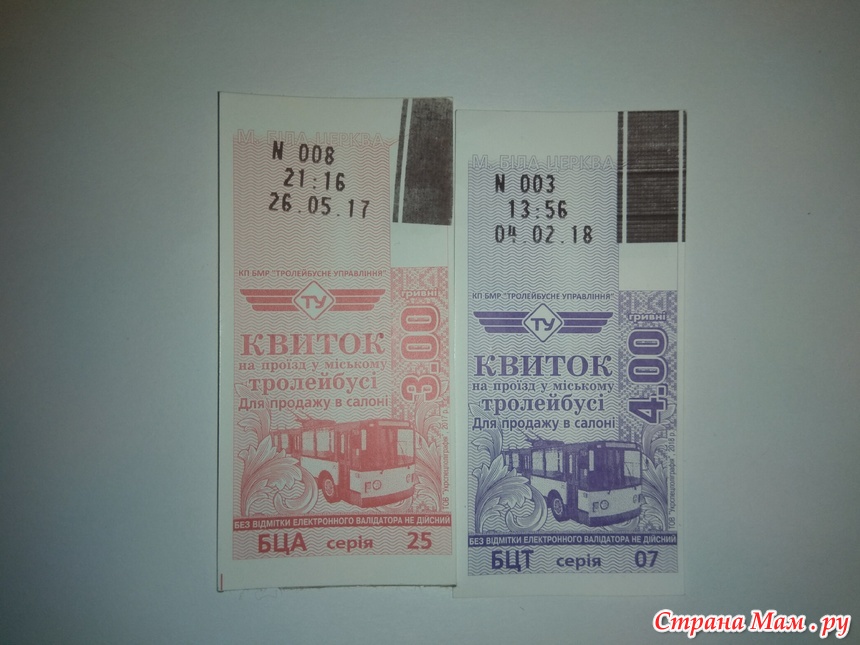 М. БІЛА ЦЕРКВА
N 008
21:16
26.05.17
КП БМР "ТРОЛЕЙБУСНЕ УПРАВЛІННЯ"
ТУ
КВИТОК
на проїзд у міському
тролейбусі
Для продажу в салоні
3.00
гривні
БЕЗ ВІДМІТКИ ЕЛЕКТРОННОГО ВАЛІДАТОРА НЕ ДІЙСНИЙ
БЦА серія 25
М. БІЛА ЦЕРКВА
N 003
13:56
04.02.18
КП БМР "ТРОЛЕЙБУСНЕ УПРАВЛІННЯ"
ТУ
КВИТОК
на проїзд у міському
тролейбусі
Для продажу в салоні
4.00
гривні
БЕЗ ВІДМІТКИ ЕЛЕКТРОННОГО ВАЛІДАТОРА НЕ ДІЙСНИЙ
БЦТ серія 07
Страна Мам.ру